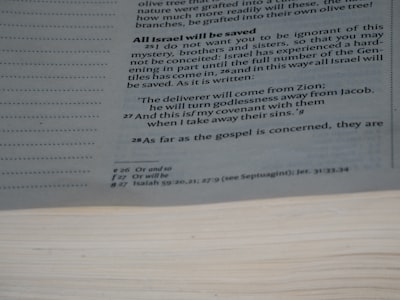 olive tree
nature were grafted into a
how much more readily will these, the
branches, be grafted into their own olive tree!
All Israel will be saved
25 I do not want you to be ignorant of this
mystery, brothers and sisters, so that you may
not be conceited: Israel has experienced a hard-
ening in part until the full number of the Gen-
tiles has come in, 26 and in this way e all Israel will
be saved. As it is written:
'The deliverer will come from Zion;
he will turn godlessness away from Jacob.
27 And this is f my covenant with them
when I take away their sins.' g
28 As far as the gospel is concerned, they are
e 26 Or and so
f 27 Or will be
g 27 Isaiah 59:20,21; 27:9 (see Septuagint); Jer. 31:33,34